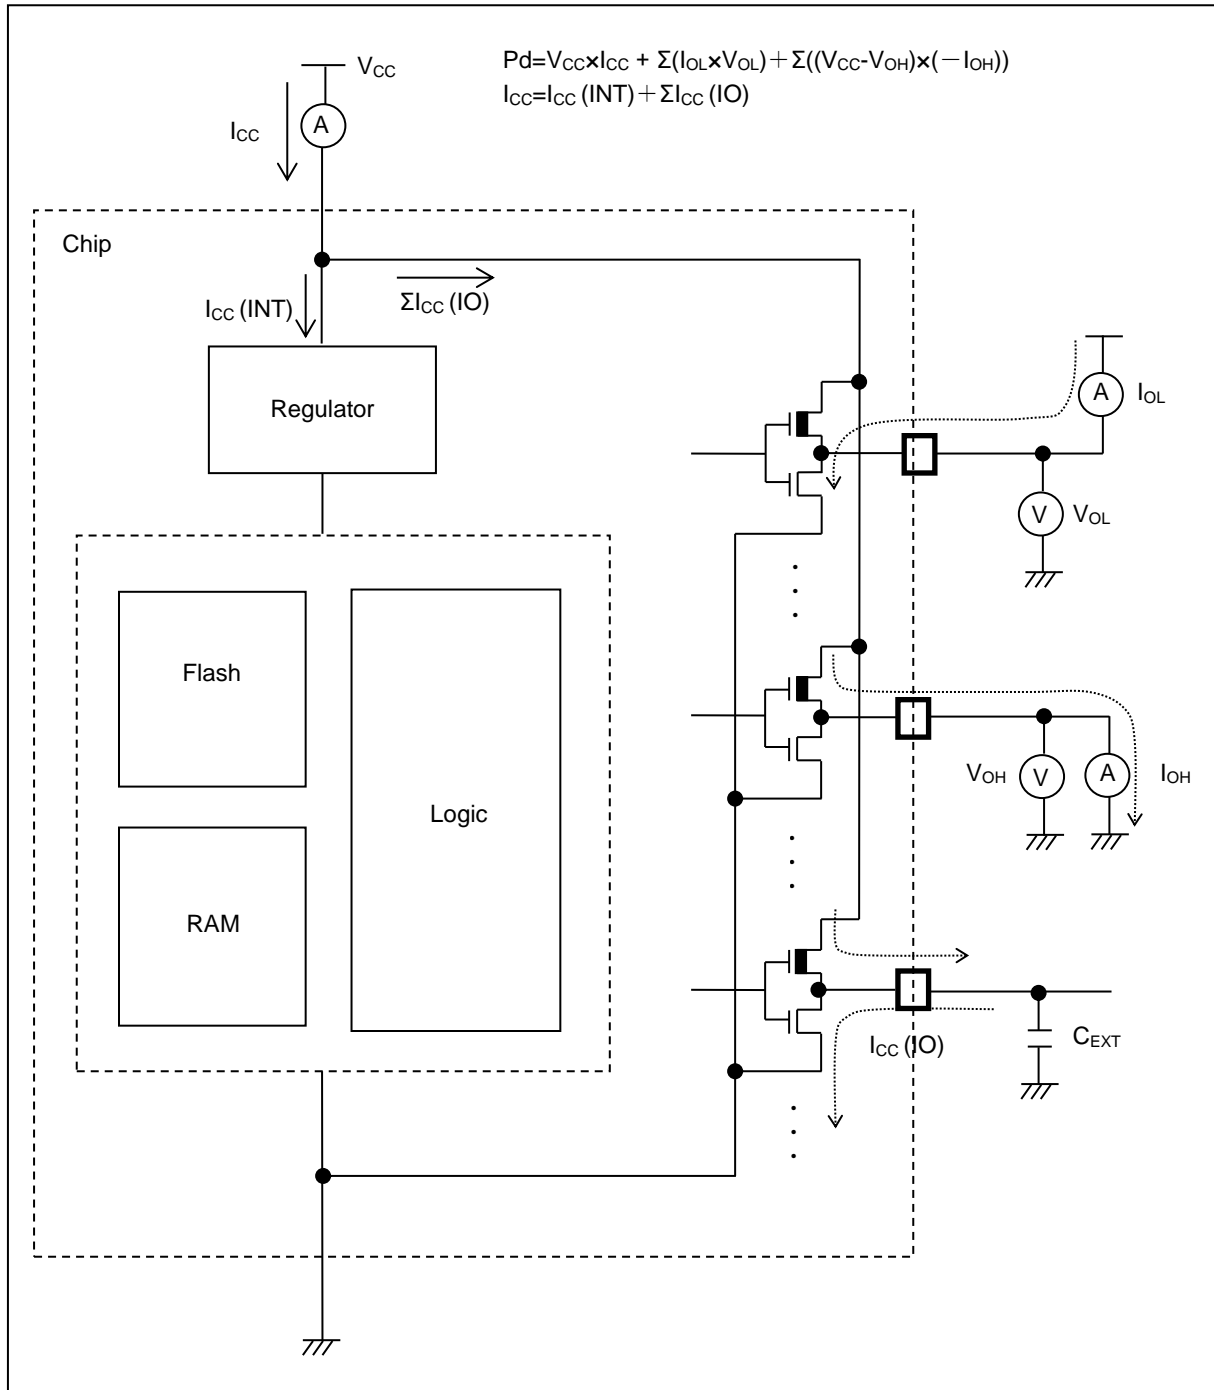 Pd=VCC×ICC + Σ(IOL×VOL)+Σ((VCC-VOH)×(-IOH))
ICC=ICC (INT)+ΣICC (IO)
VCC
A
ICC
Chip
ICC (INT)
ΣICC (IO)
Regulator
A
IOL
V
VOL
Flash
Logic
RAM
VOH
V
A
IOH
ICC (IO)
CEXT